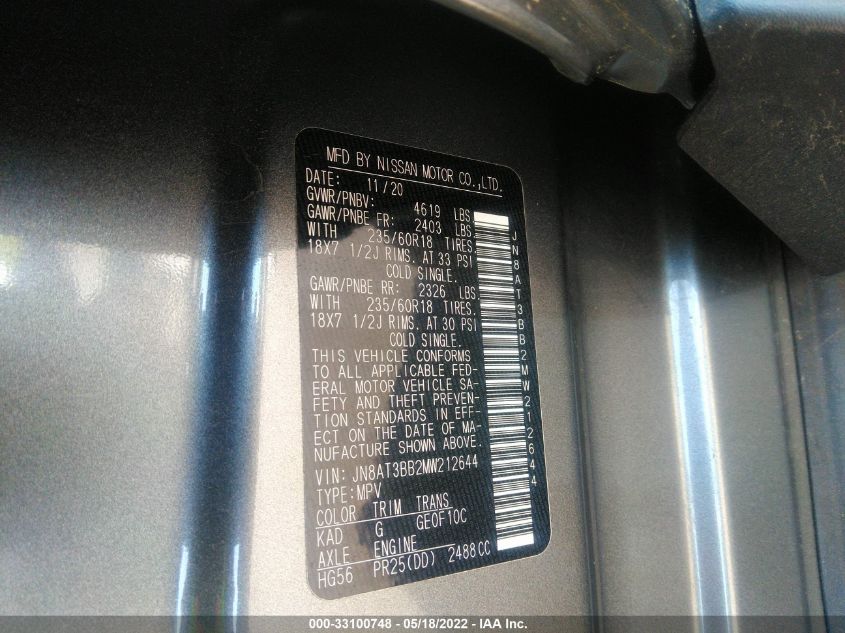 MFD BY NISSAN MOTOR CO.,LTD.
DATE: 11/20
GVWR/PNBV: 4619 LBS
GAWR/PNBE FR: 2403 LBS.
WITH 235/60R18 TIRES.
18X7 1/2J RIMS. AT 33 PSI
COLD SINGLE.
GAWR/PNBE RR: 2326 LBS.
WITH 235/60R18 TIRES.
18X7 1/2J RIMS. AT 30 PSI
COLD SINGLE.
THIS VEHICLE CONFORMS
TO ALL APPLICABLE FED-
ERAL MOTOR VEHICLE SA-
FETY AND THEFT PREVEN-
TION STANDARDS IN EFF-
ECT ON THE DATE OF MA-
NUFACTURE SHOWN ABOVE.
VIN: JN8AT3BB2MW212644
TYPE: MPV
COLOR TRIM TRANS
KAD G GE0F10C
AXLE ENGINE
HG56 PR25(DD) 2488CC
JN8AT3BB2MW212644
000-33100748 - 05/18/2022 - IAA Inc.